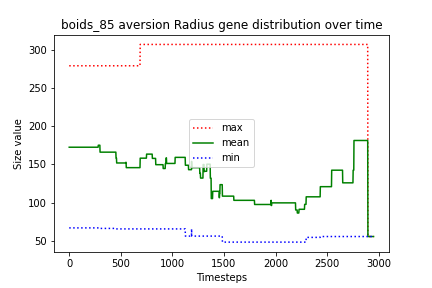 boids_85 aversion Radius gene distribution over time
Size value
300
250
200
150
100
50
max
mean
min
0
500
1000
1500
2000
2500
3000
Timesteps